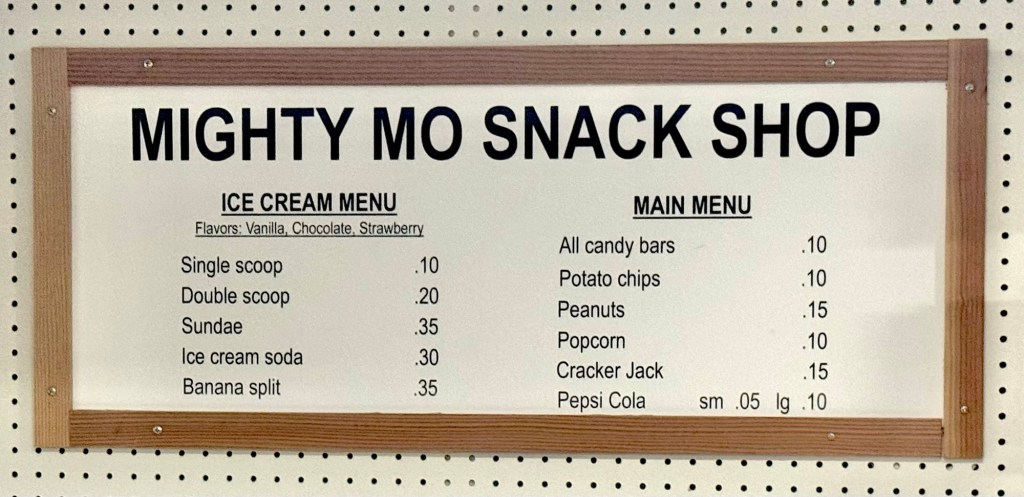 MIGHTY MO SNACK SHOP
ICE CREAM MENU
Flavors: Vanilla, Chocolate, Strawberry
Single scoop .10
Double scoop .20
Sundae .35
Ice cream soda .30
Banana split .35
MAIN MENU
All candy bars .10
Potato chips .10
Peanuts .15
Popcorn .10
Cracker Jack .15
Pepsi Cola sm .05 lg .10